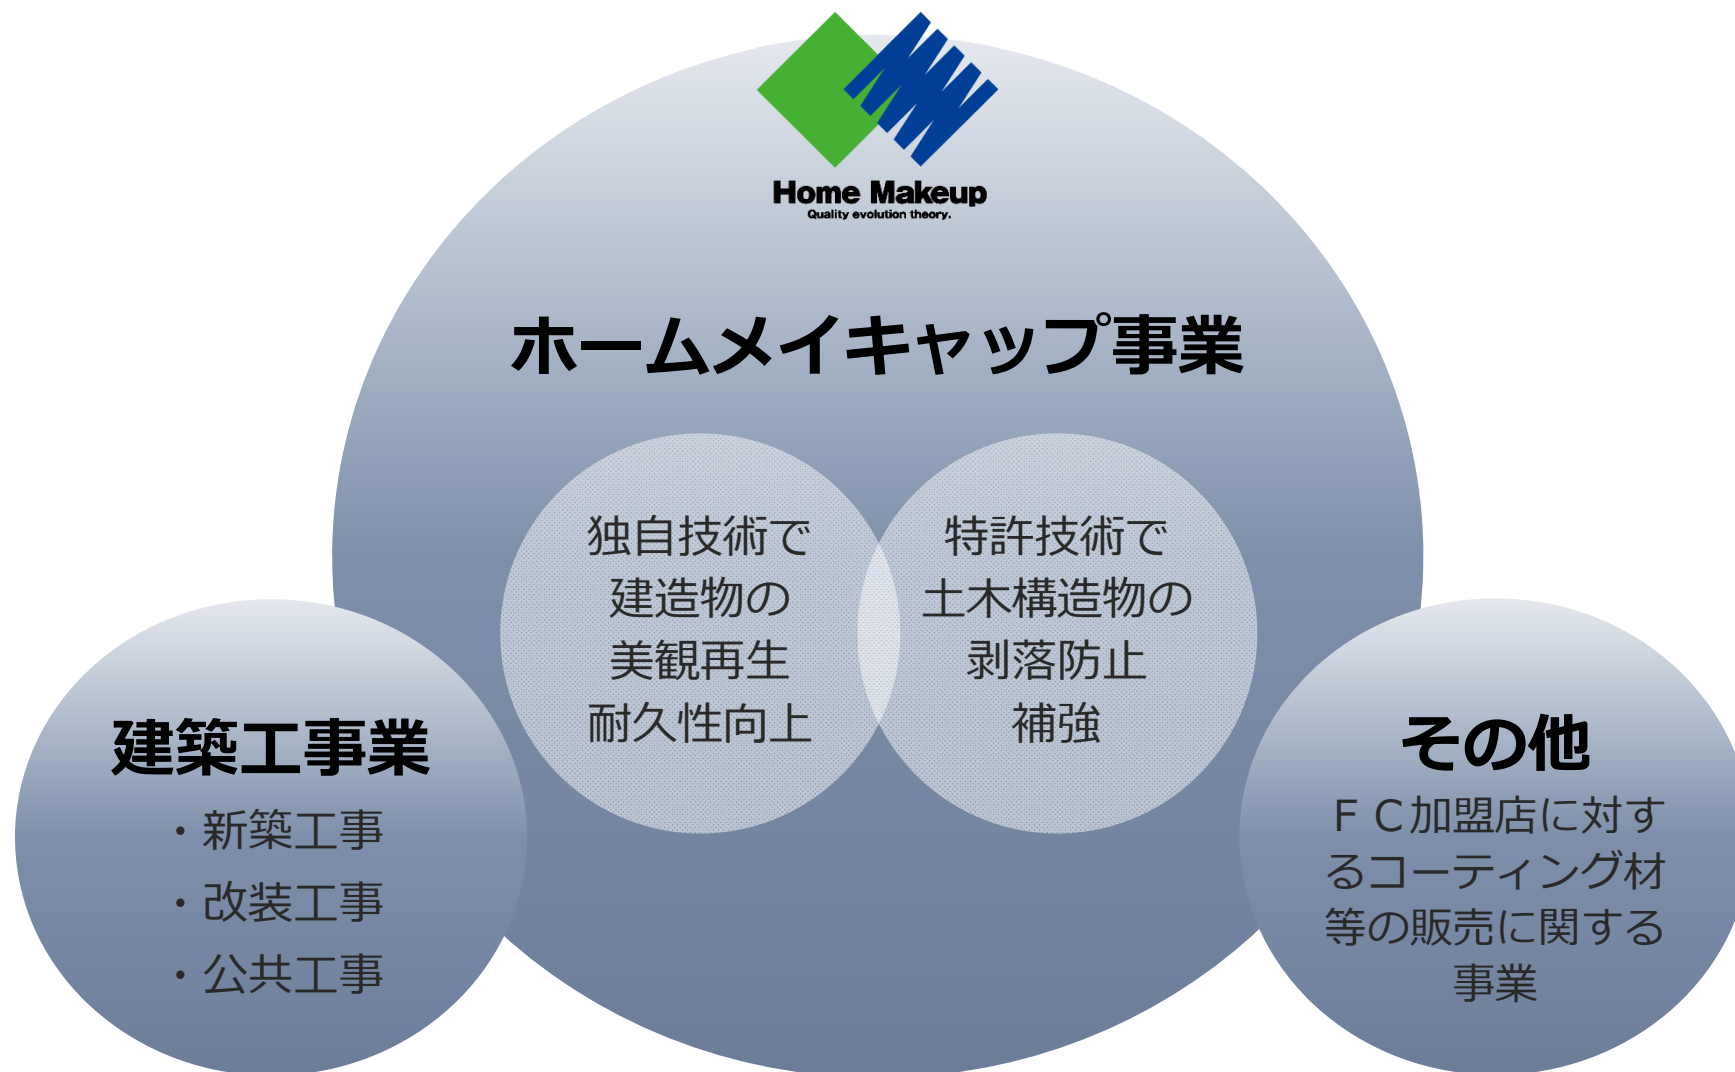 Home Makeup
Quality evolution theory.
ホームメイキャップ事業
独自技術で
建造物の
美観再生
耐久性向上
特許技術で
土木構造物の
剥落防止
補強
建築工事業
・新築工事
・改装工事
・公共工事
その他
ＦＣ加盟店に対す
るコーティング材
等の販売に関する
事業